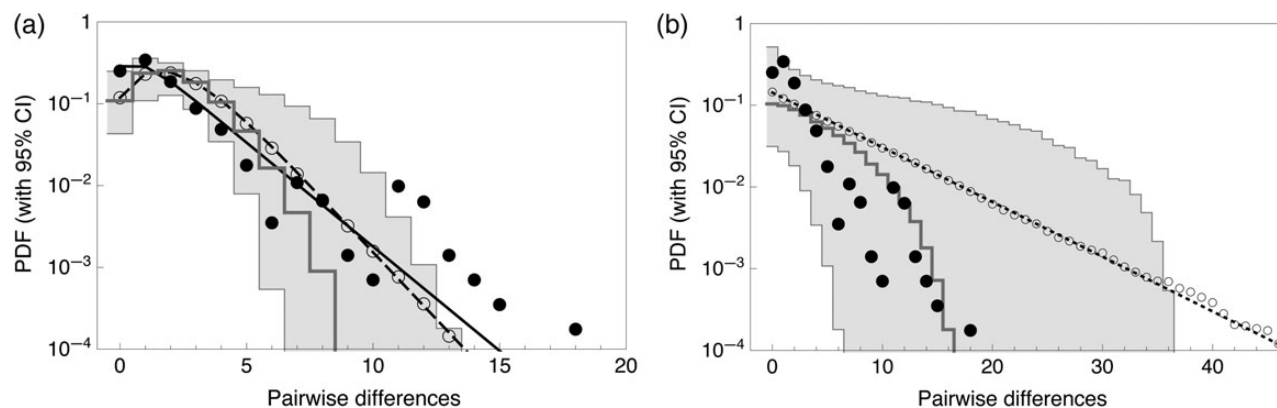 (a)
PDF (with 95% CI)
1
10⁻¹
10⁻²
10⁻³
10⁻⁴
0 5 10 15 20
Pairwise differences
(b)
PDF (with 95% CI)
1
10⁻¹
10⁻²
10⁻³
10⁻⁴
0 10 20 30 40
Pairwise differences